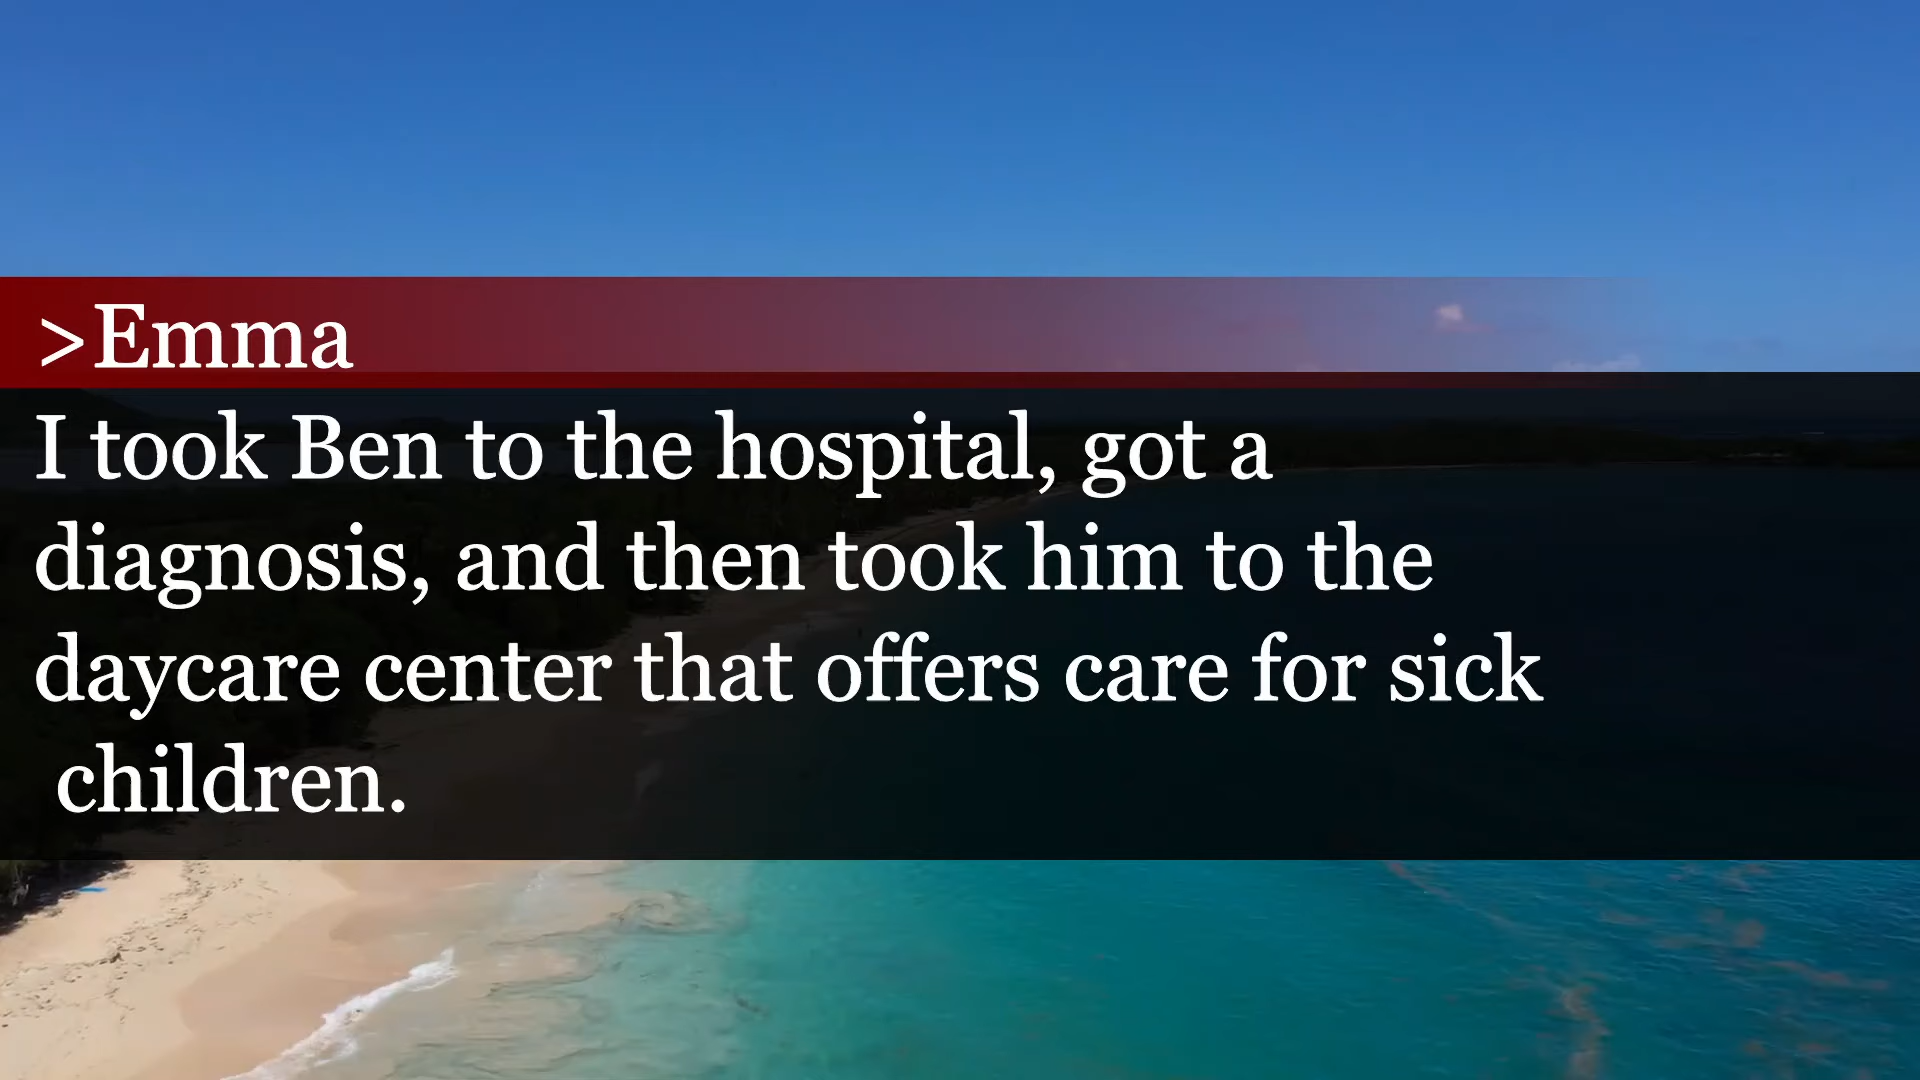 >Emma
I took Ben to the hospital, got a
diagnosis, and then took him to the
daycare center that offers care for sick
children.